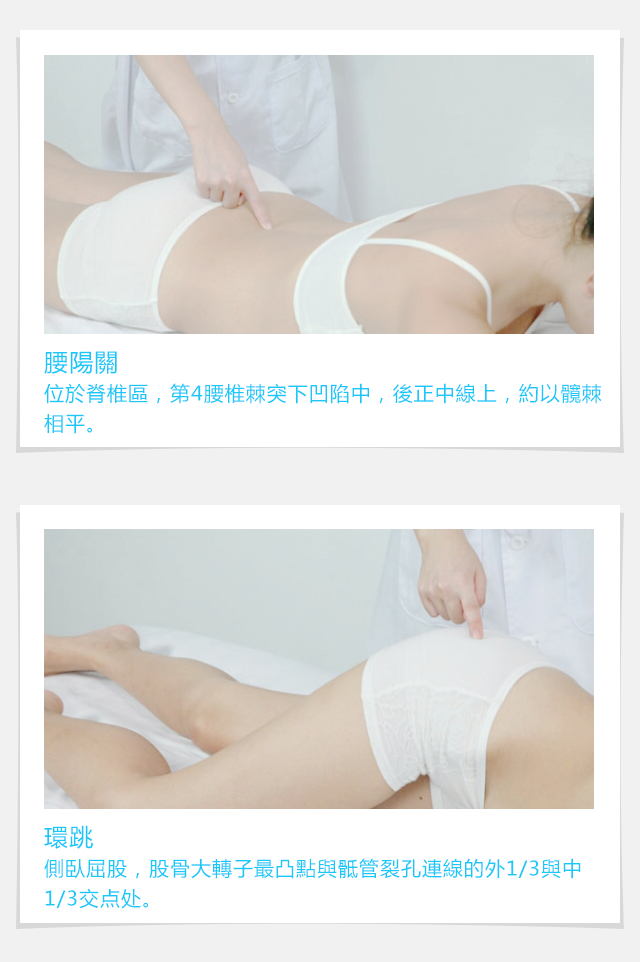 腰陽關
位於脊椎區，第4腰椎棘突下凹陷中，後正中線上，約以髖棘
相平。
環跳
側臥屈股，股骨大轉子最凸點與骶管裂孔連線的外1/3與中
1/3交点处。